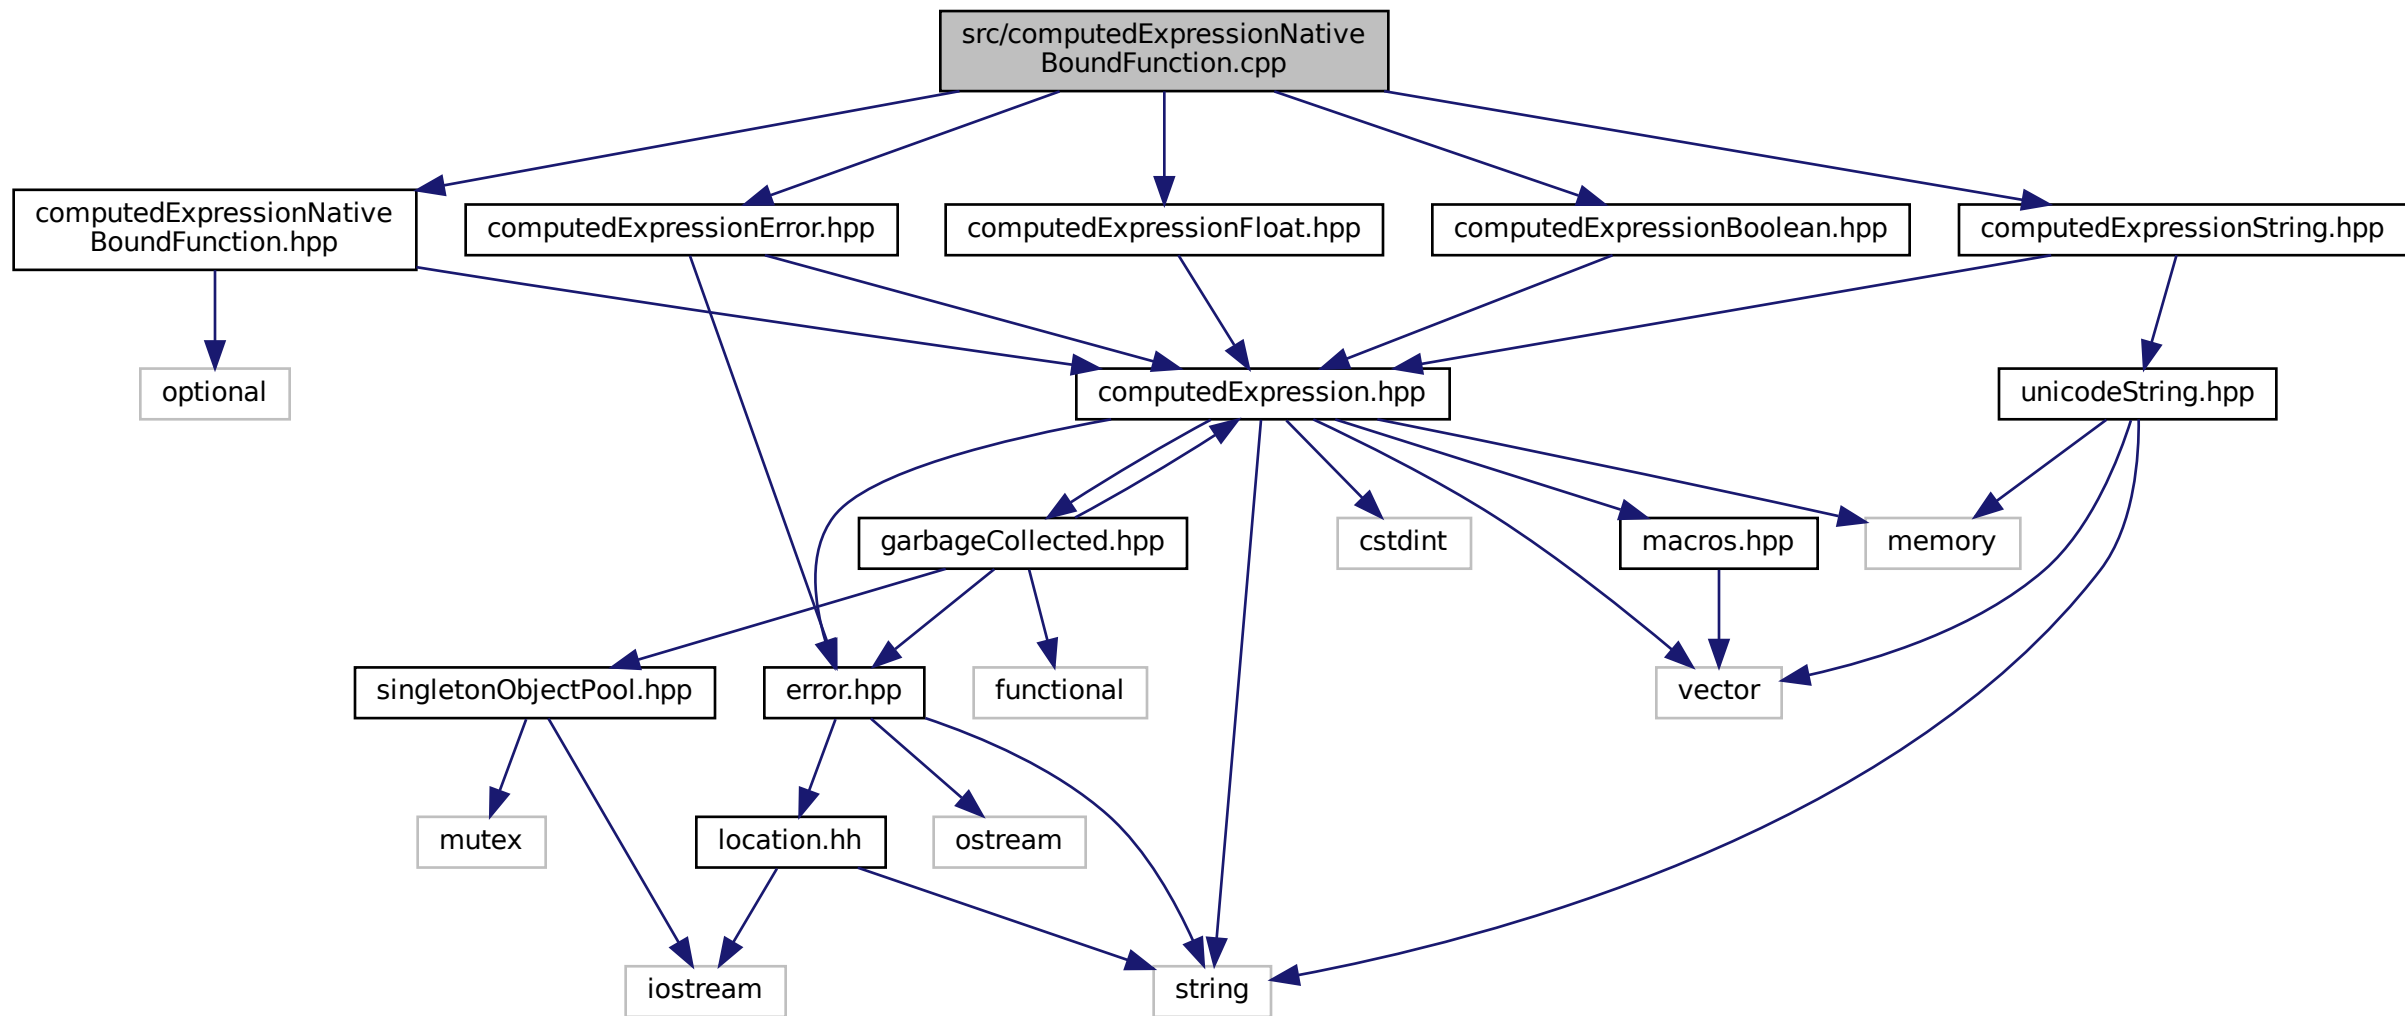 src/computedExpressionNative
BoundFunction.cpp
computedExpressionNative
BoundFunction.hpp
computedExpressionError.hpp
computedExpressionFloat.hpp
computedExpressionBoolean.hpp
computedExpressionString.hpp
optional
computedExpression.hpp
unicodeString.hpp
garbageCollected.hpp
cstdint
macros.hpp
memory
singletonObjectPool.hpp
error.hpp
functional
vector
mutex
location.hh
ostream
iostream
string